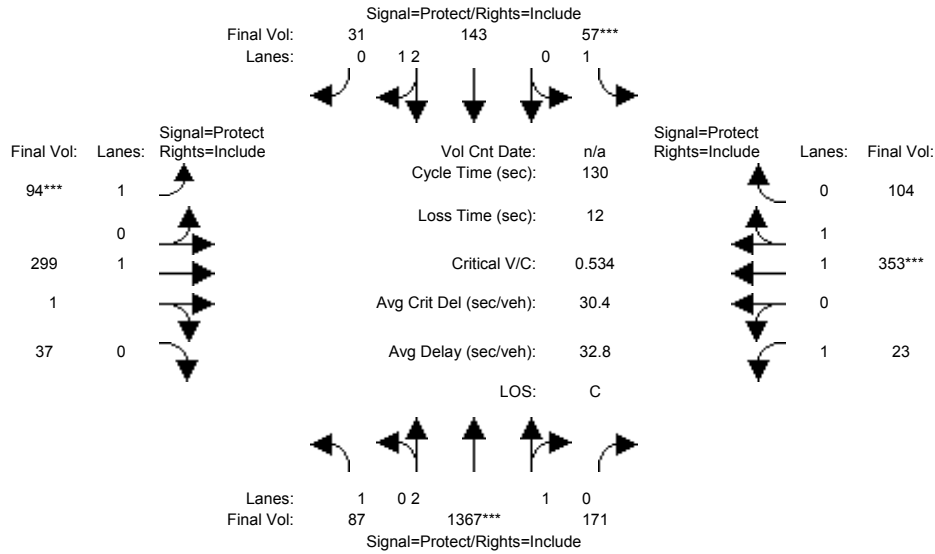 Signal=Protect/Rights=Include
Final Vol: 31 143 57***
Lanes: 0 1 2 0 1
Signal=Protect Signal=Protect
Final Vol: Lanes: Rights=Include Vol Cnt Date: n/a Rights=Include Lanes: Final Vol:
Cycle Time (sec): 130
94*** 1 0 104
Loss Time (sec): 12
0 1
299 1 Critical V/C: 0.534 1 353***
1 Avg Crit Del (sec/veh): 30.4 0
37 0 Avg Delay (sec/veh): 32.8 1 23
LOS: C
Lanes: 1 0 2 1 0
Final Vol: 87 1367*** 171
Signal=Protect/Rights=Include